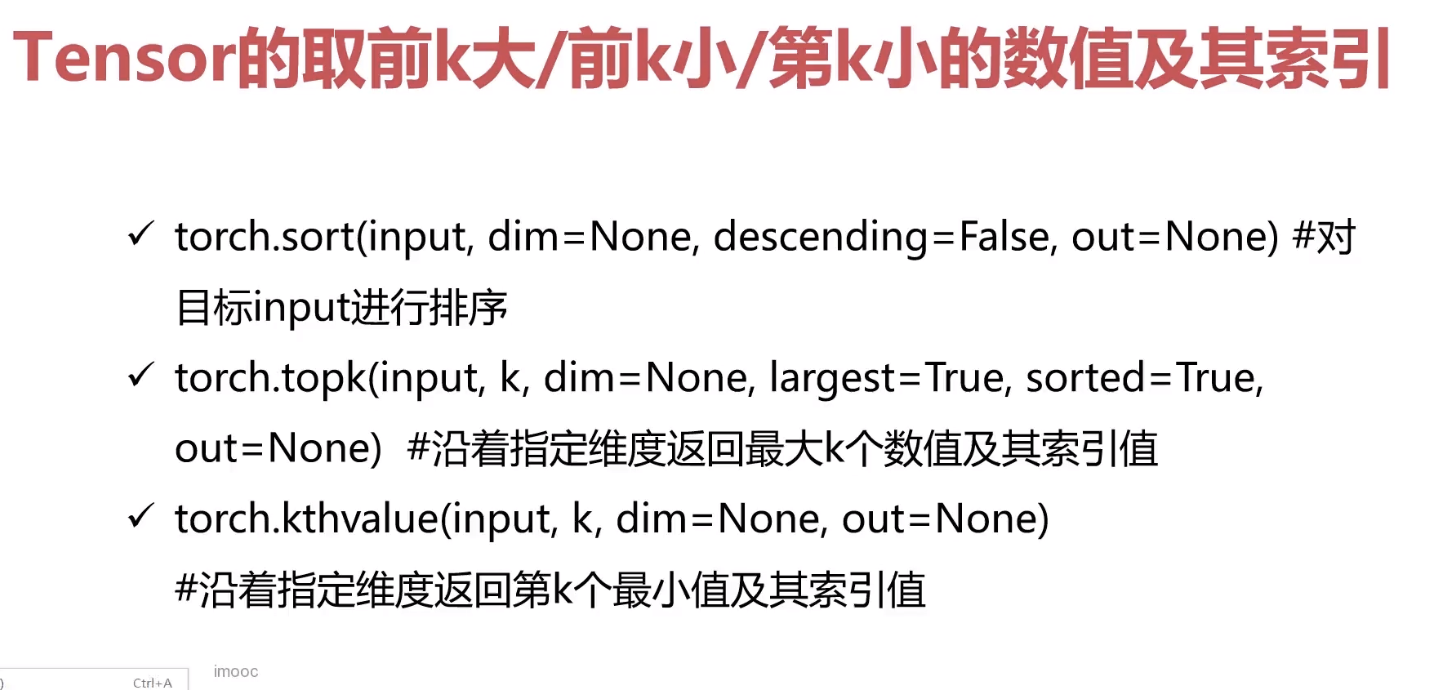 Tensor的取前k大/前k小/第k小的数值及其索引
✓ torch.sort(input, dim=None, descending=False, out=None) #对
目标input进行排序
✓ torch.topk(input, k, dim=None, largest=True, sorted=True,
out=None) #沿着指定维度返回最大k个数值及其索引值
✓ torch.kthvalue(input, k, dim=None, out=None)
#沿着指定维度返回第k个最小值及其索引值
imooc
) Ctrl+A